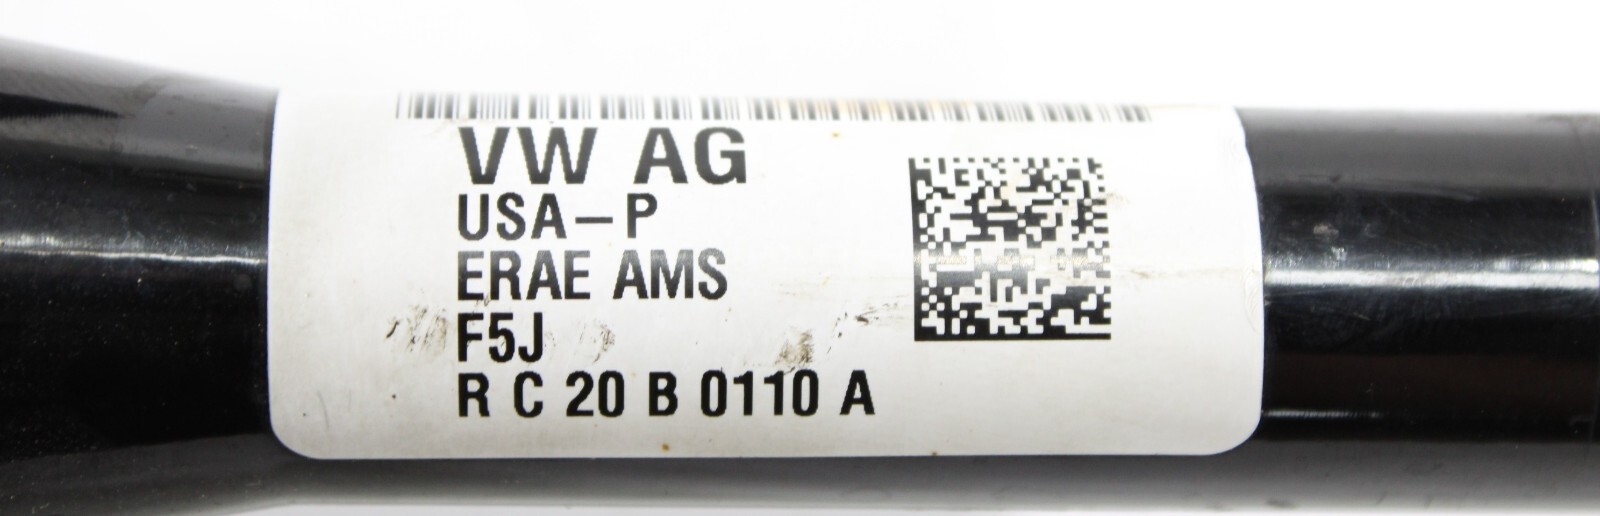 VW AG
USA-P
ERAE AMS
F5J
R C 20 B 0110 A